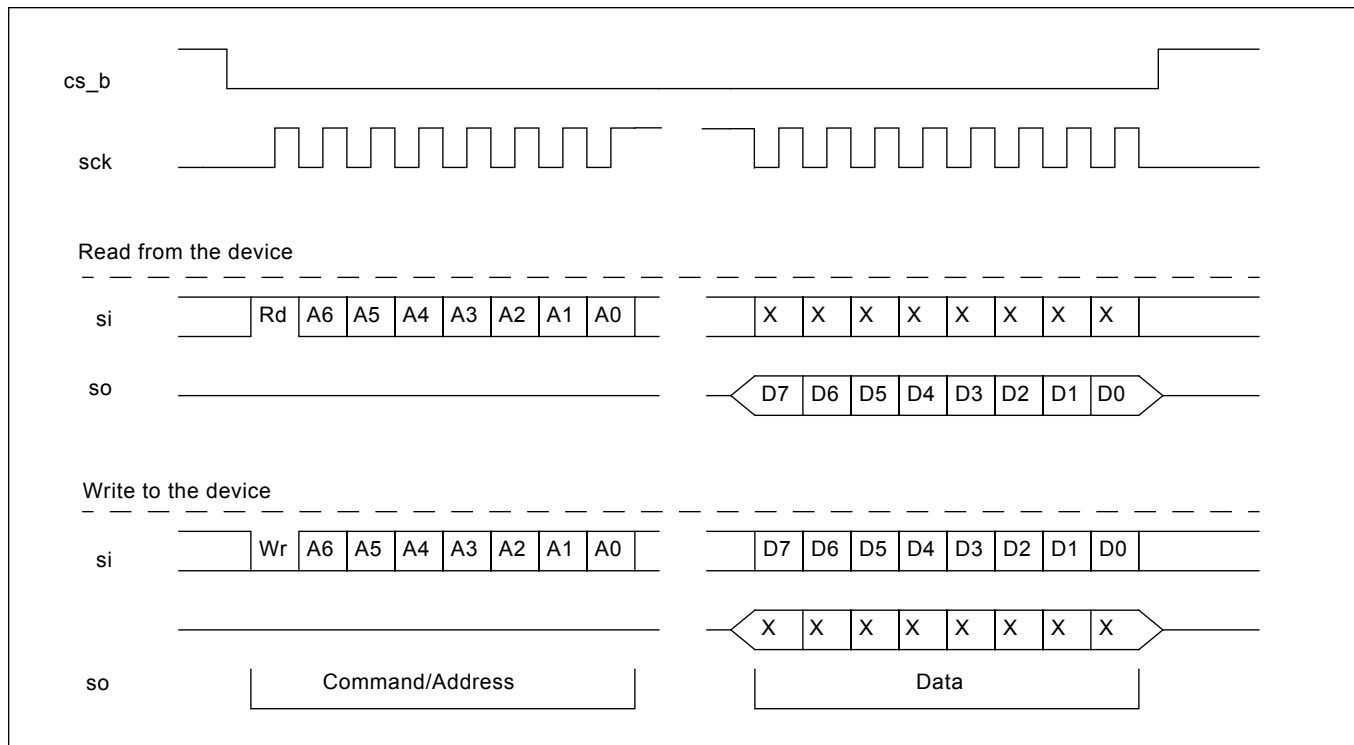 cs_b
sck
Read from the device
si Rd A6 A5 A4 A3 A2 A1 A0 X X X X X X X X
so D7 D6 D5 D4 D3 D2 D1 D0
Write to the device
si Wr A6 A5 A4 A3 A2 A1 A0 D7 D6 D5 D4 D3 D2 D1 D0
X X X X X X X X
so Command/Address Data